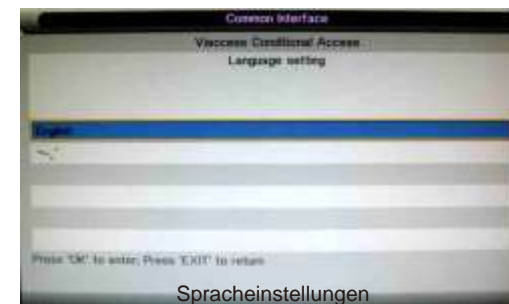 Common Interface
Viaccess Conditional Access
Language setting
English
Press 'OK' to enter, Press 'EXIT' to return
Spracheinstellungen